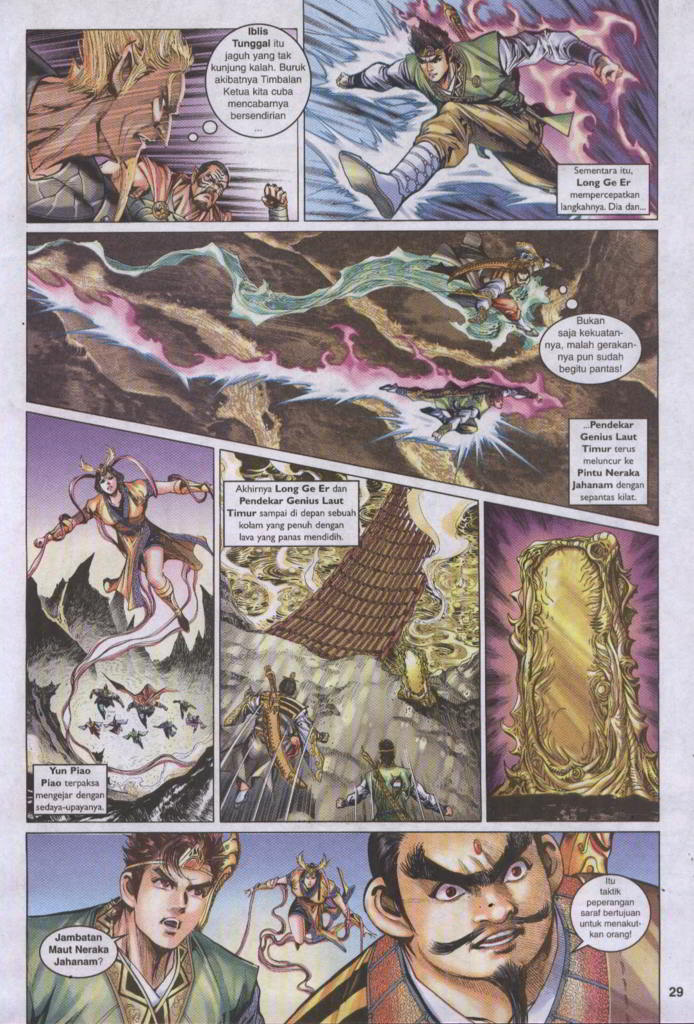 Iblis
Tunggal itu
jaguh yang tak
kunjung kalah. Buruk
akibatnya Timbalan
Ketua kita cuba
mencabarnya
bersendirian
...
Sementara itu,
Long Ge Er
mempercepatkan
langkahnya. Dia dan...
Bukan
saja kekuatan-
nya, malah gerakan-
nya pun sudah
begitu pantas!
...Pendekar
Genius Laut
Timur terus
meluncur ke
Pintu Neraka
Jahanam dengan
sepantas kilat.
Yun Piao
Piao terpaksa
mengejar dengan
sedaya-upayanya.
Akhirnya Long Ge Er dan
Pendekar Genius Laut
Timur sampai di depan sebuah
kolam yang penuh dengan
lava yang panas mendidih.
Jambatan
Maut Neraka
Jahanam?
Itu
taktik
peperangan
saraf bertujuan
untuk menakut-
kan orang!
29